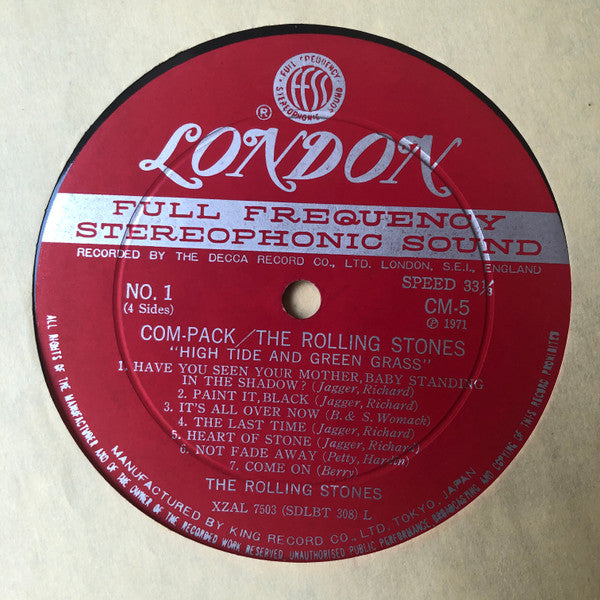 FULL FREQUENCY
STEREOPHONIC SOUND
ffss
®
LONDON
FULL FREQUENCY
STEREOPHONIC SOUND
RECORDED BY THE DECCA RECORD CO., LTD. LONDON, S.E.I., ENGLAND
NO. 1
(4 Sides)
SPEED 33⅓
CM-5
℗ 1971
COM-PACK/THE ROLLING STONES
"HIGH TIDE AND GREEN GRASS"
1. HAVE YOU SEEN YOUR MOTHER, BABY STANDING
IN THE SHADOW? (Jagger, Richard)
2. PAINT IT, BLACK (Jagger, Richard)
3. IT'S ALL OVER NOW (B. & S. Womach)
4. THE LAST TIME (Jagger, Richard)
5. HEART OF STONE (Jagger, Richard)
6. NOT FADE AWAY (Petty, Harden)
7. COME ON (Berry)
THE ROLLING STONES
XZAL 7503 (SDLBT 308)-L
MANUFACTURED BY KING RECORD CO., LTD, TOKYO, JAPAN
ALL RIGHTS OF THE MANUFACTURER AND OF THE OWNER OF THE RECORDED WORK RESERVED UNAUTHORISED PUBLIC PERFORMANCE BROADCASTING AND COPYING OF THIS RECORD PROHIBITED